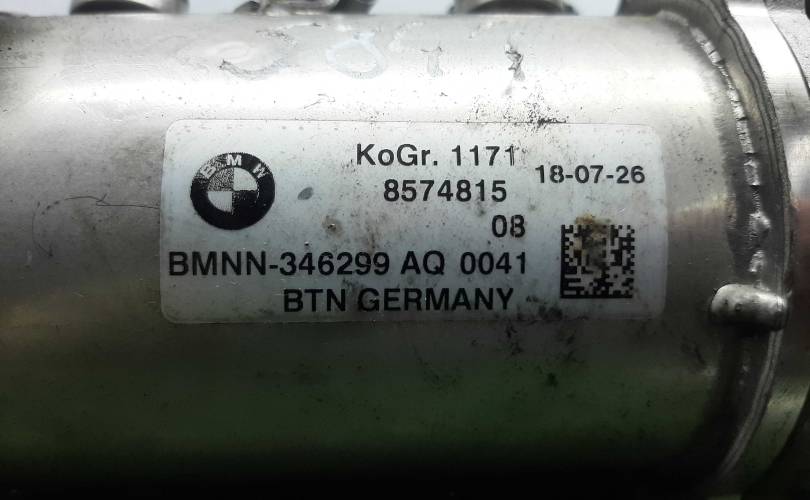 BMW
KoGr. 1171
18-07-26
8574815
08
BMNN-346299 AQ 0041
BTN GERMANY